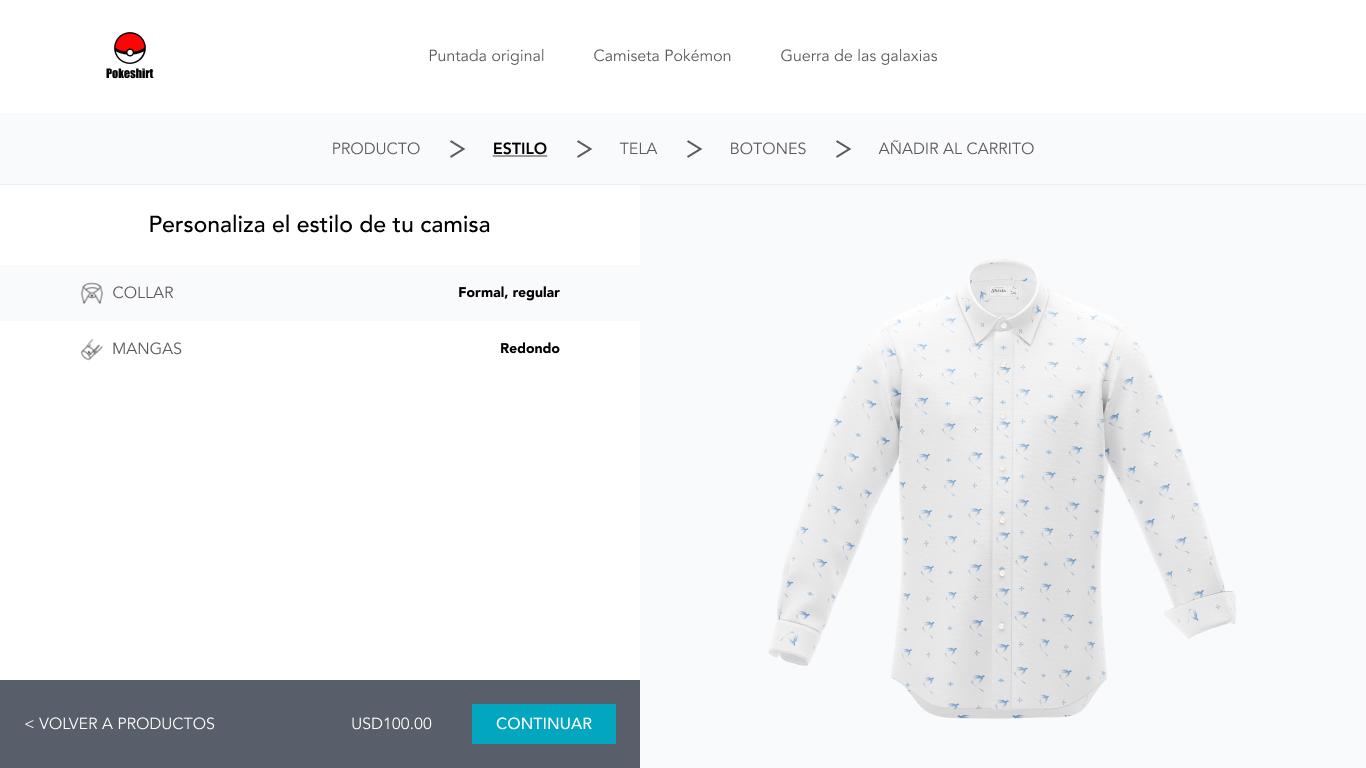 Pokeshirt
Puntada original
Camiseta Pokémon
Guerra de las galaxias
PRODUCTO > ESTILO > TELA > BOTONES > AÑADIR AL CARRITO
Personaliza el estilo de tu camisa
COLLAR
Formal, regular
MANGAS
Redondo
< VOLVER A PRODUCTOS
USD100.00
CONTINUAR